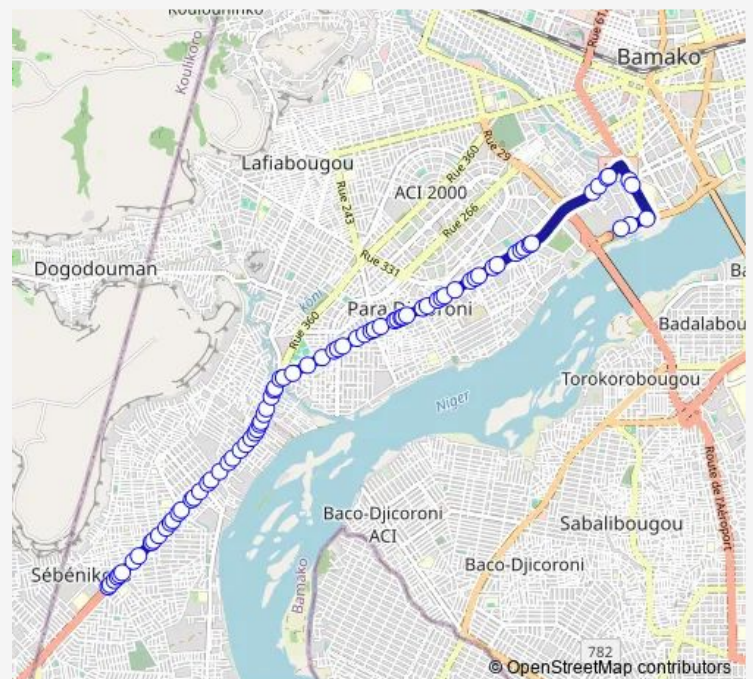 Koulouninko
Rue 61
Bamako
Koulikoro
Lafiabougou
Rue 360
Rue 29
ACI 2000
Rue 243
Rue 266
Dogodouman
Rue 331
koni
Para Djicoroni
Rue 360
Badalabou
Niger
Torokorobougou
Route de l'Aéroport
Baco-Djicoroni
ACI
Sabalibougou
Sébéniko
Bamako
Baco-Djicoroni
782
© OpenStreetMap contributors